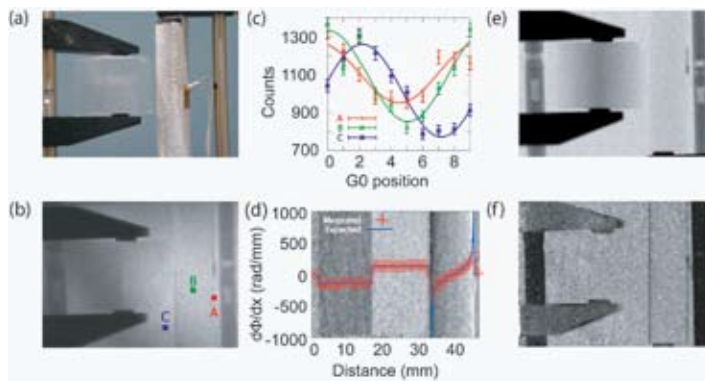 (a)
(c)
1300
1100
900
700
Counts
A
B
C
0 2 4 6 8
G0 position
(e)
(b)
B
A
C
(d)
1000
500
0
-500
-1000
dΦ/dx (rad/mm)
Measured
Expected
0 10 20 30 40
Distance (mm)
(f)